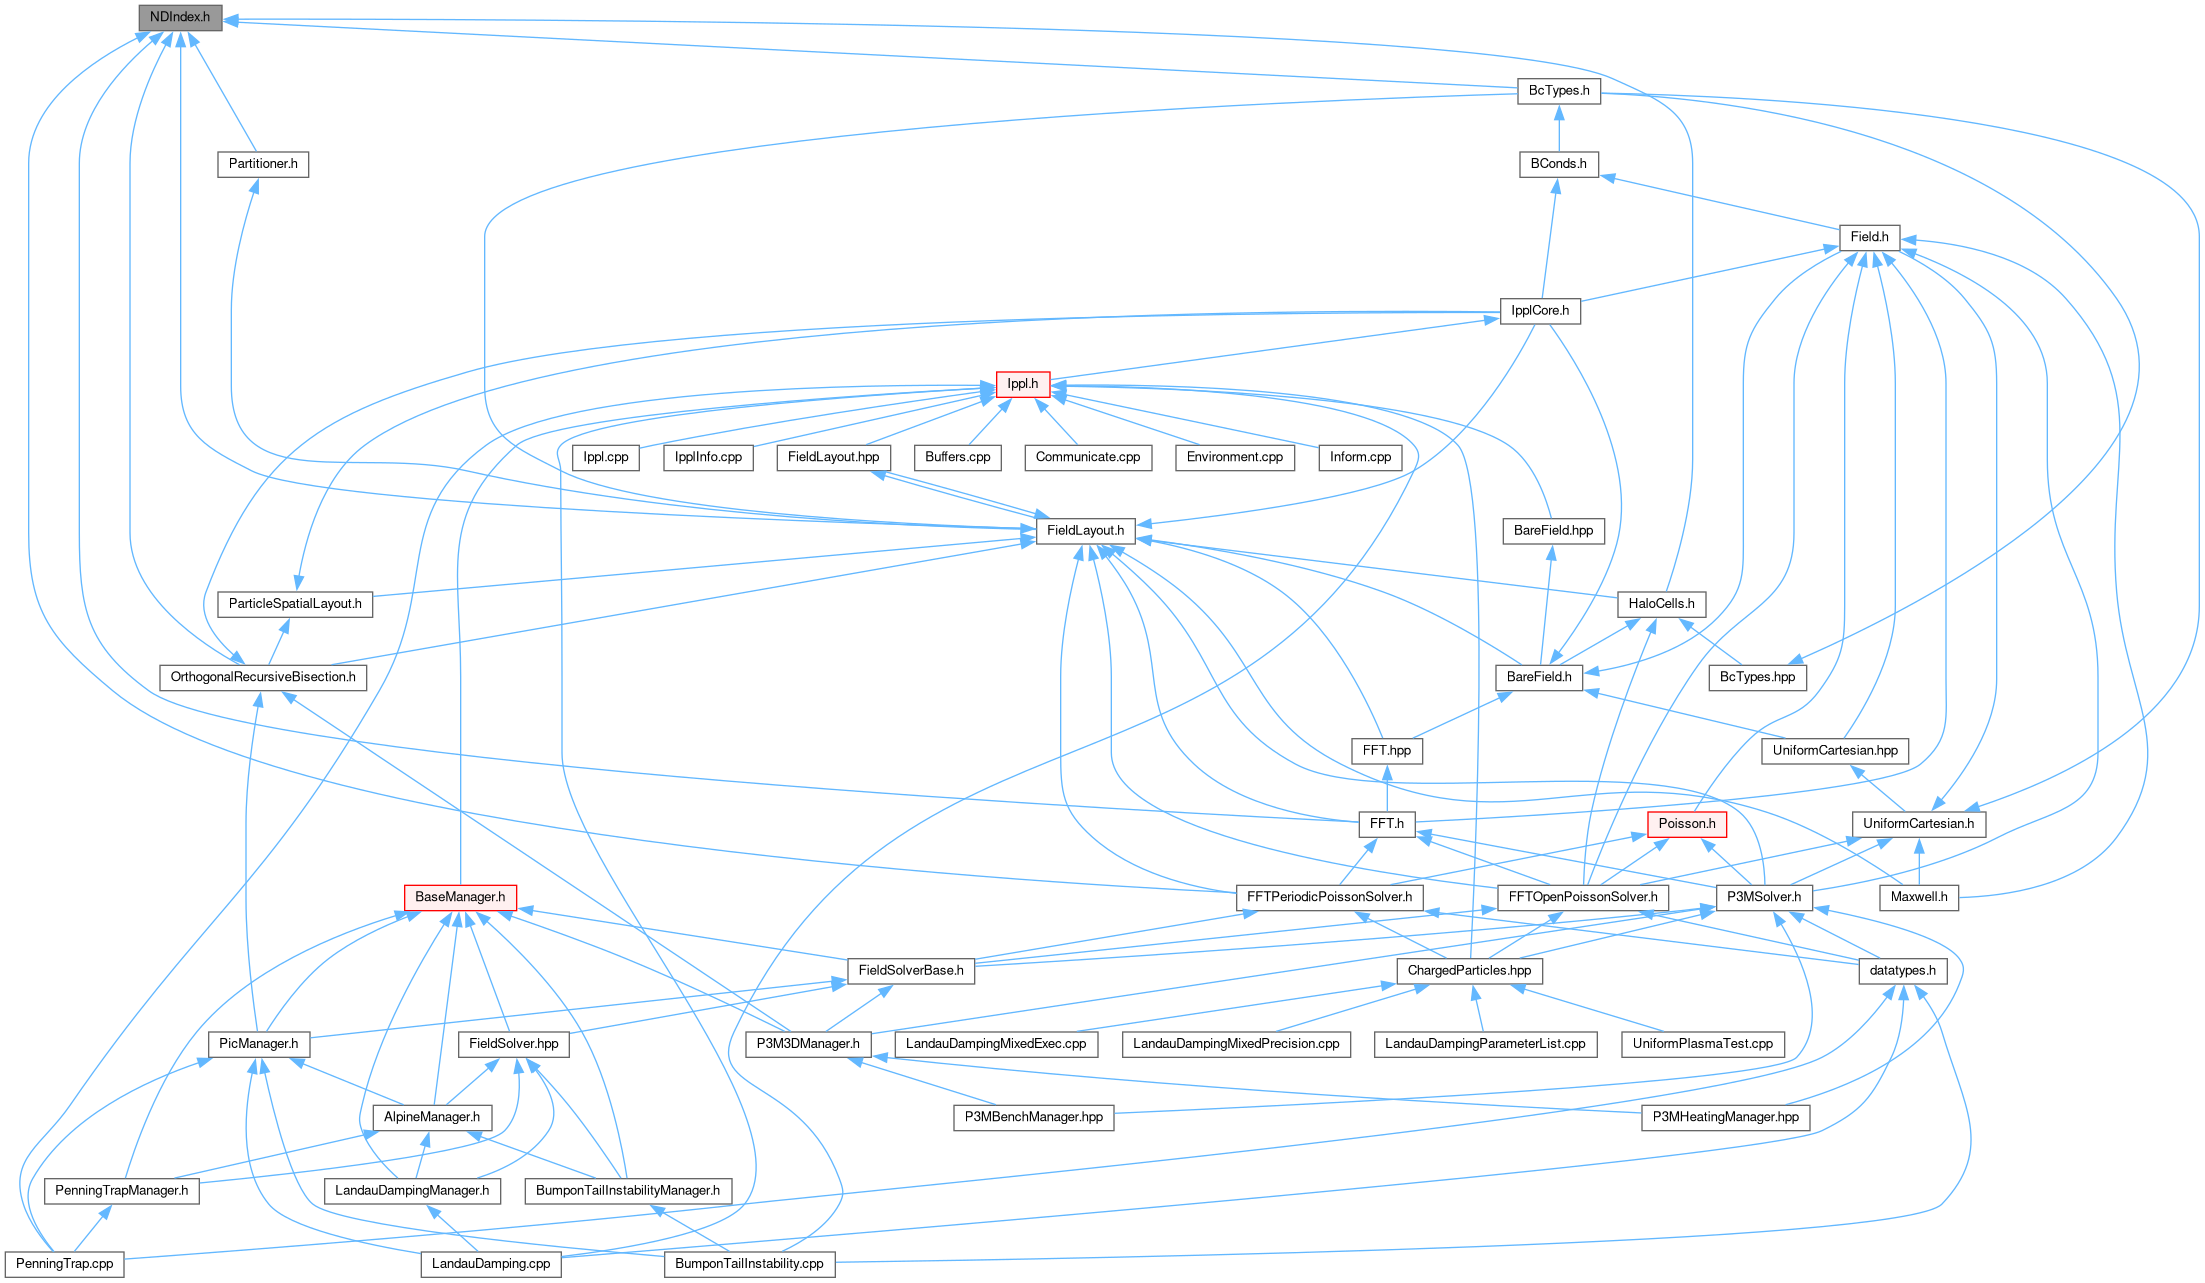 NDIndex.h
BcTypes.h
Partitioner.h
BConds.h
Field.h
IpplCore.h
Ippl.h
Ippl.cpp
IpplInfo.cpp
FieldLayout.hpp
Buffers.cpp
Communicate.cpp
Environment.cpp
Inform.cpp
FieldLayout.h
BareField.hpp
ParticleSpatialLayout.h
HaloCells.h
OrthogonalRecursiveBisection.h
BareField.h
BcTypes.hpp
FFT.hpp
UniformCartesian.hpp
FFT.h
Poisson.h
UniformCartesian.h
BaseManager.h
FFTPeriodicPoissonSolver.h
FFTOpenPoissonSolver.h
P3MSolver.h
Maxwell.h
FieldSolverBase.h
ChargedParticles.hpp
datatypes.h
PicManager.h
FieldSolver.hpp
P3M3DManager.h
LandauDampingMixedExec.cpp
LandauDampingMixedPrecision.cpp
LandauDampingParameterList.cpp
UniformPlasmaTest.cpp
AlpineManager.h
P3MBenchManager.hpp
P3MHeatingManager.hpp
PenningTrapManager.h
LandauDampingManager.h
BumponTailInstabilityManager.h
PenningTrap.cpp
LandauDamping.cpp
BumponTailInstability.cpp